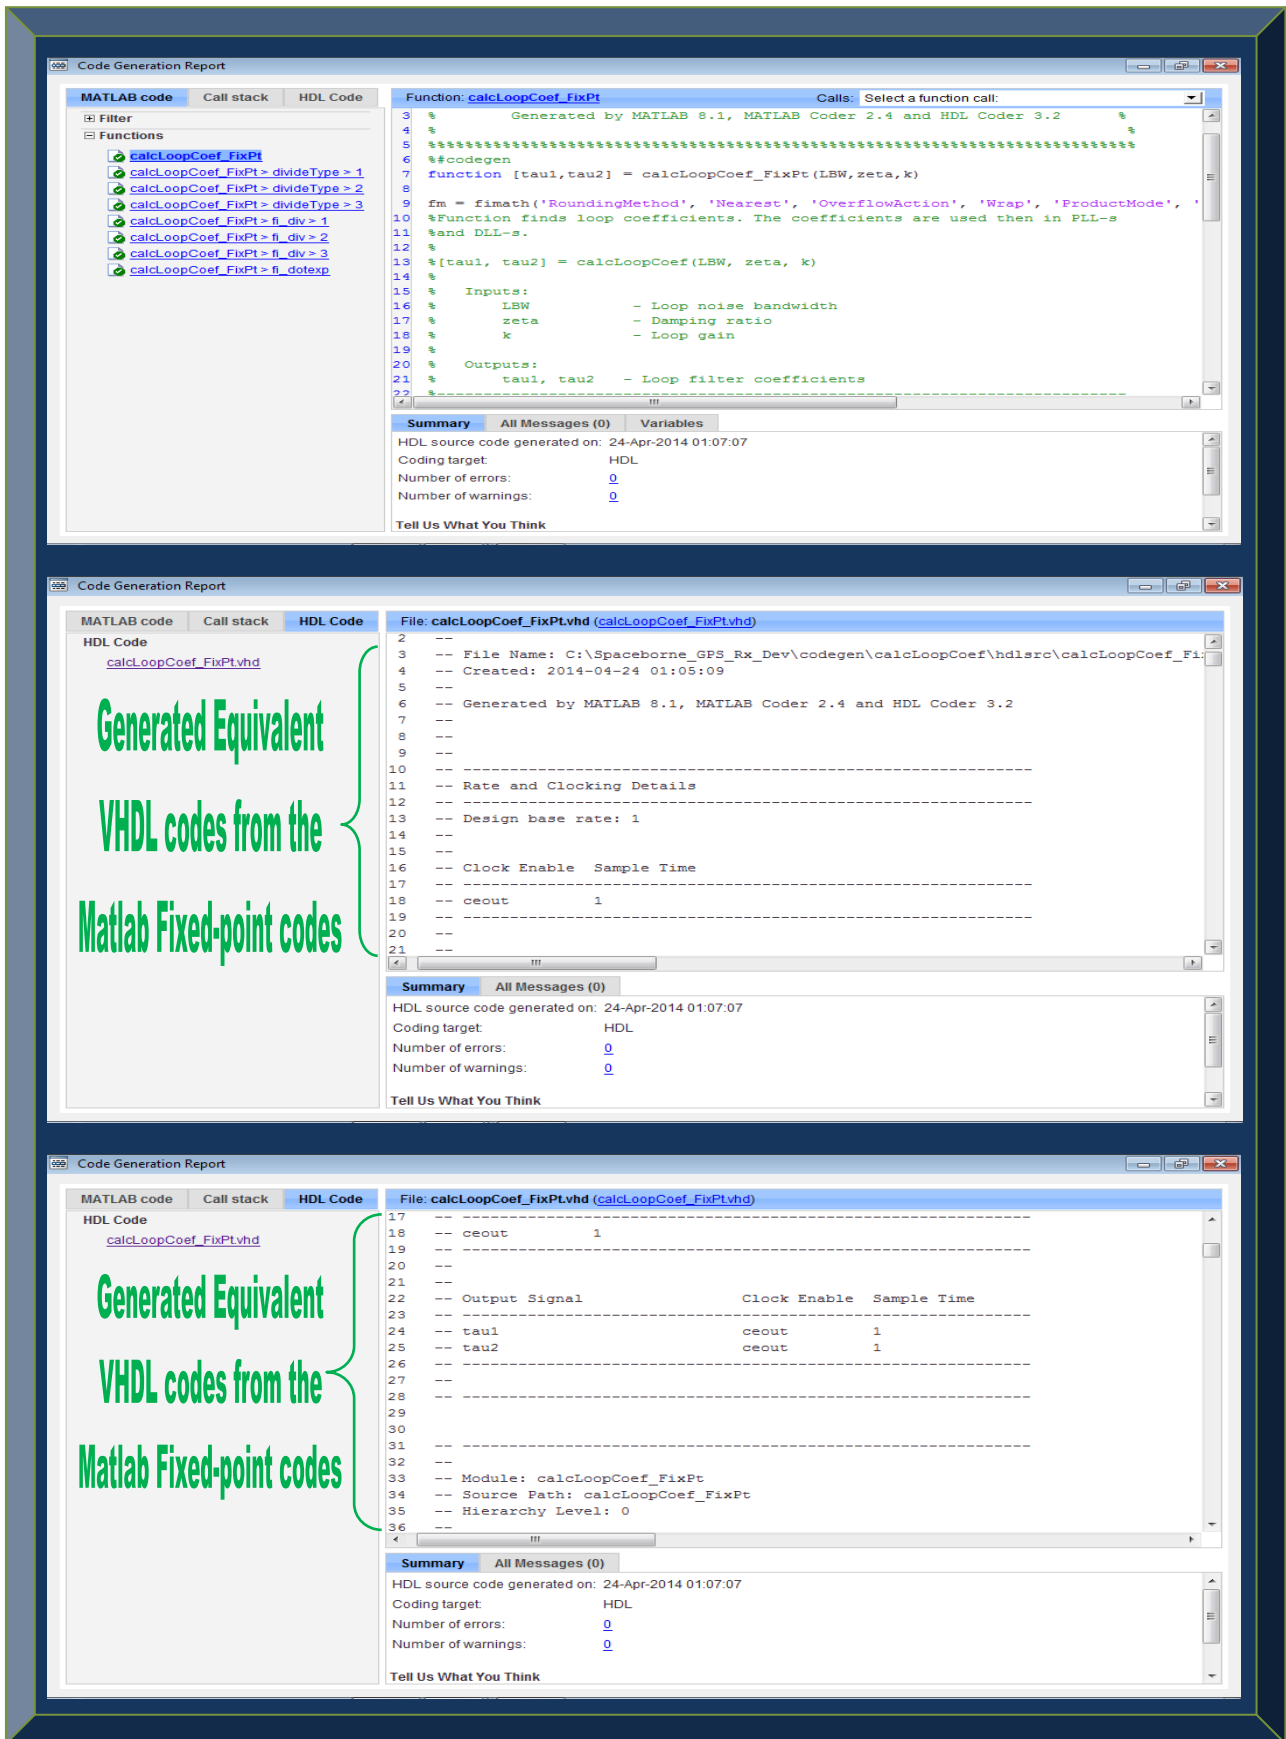 Code Generation Report
MATLAB code Call stack HDL Code
Function: calcLoopCoef_FixPt Calls: Select a function call:
Filter
Functions
calcLoopCoef_FixPt
calcLoopCoef_FixPt > divideType > 1
calcLoopCoef_FixPt > divideType > 2
calcLoopCoef_FixPt > divideType > 3
calcLoopCoef_FixPt > fi_div > 1
calcLoopCoef_FixPt > fi_div > 2
calcLoopCoef_FixPt > fi_div > 3
calcLoopCoef_FixPt > fi_dotexp
3 % Generated by MATLAB 8.1, MATLAB Coder 2.4 and HDL Coder 3.2 %
4 % %
5 %%%%%%%%%%%%%%%%%%%%%%%%%%%%%%%%%%%%%%%%%%%%%%%%%%%%%%%%%%%%%%%%%%%%%%%%%%%%%
6 %#codegen
7 function [tau1,tau2] = calcLoopCoef_FixPt(LBW,zeta,k)
8
9 fm = fimath('RoundingMethod', 'Nearest', 'OverflowAction', 'Wrap', 'ProductMode', '
10 %Function finds loop coefficients. The coefficients are used then in PLL-s
11 %and DLL-s.
12 %
13 %[tau1, tau2] = calcLoopCoef(LBW, zeta, k)
14 %
15 % Inputs:
16 % LBW - Loop noise bandwidth
17 % zeta - Damping ratio
18 % k - Loop gain
19 %
20 % Outputs:
21 % tau1, tau2 - Loop filter coefficients
22 %--------------------------------------------------------------------------
Summary All Messages (0) Variables
HDL source code generated on: 24-Apr-2014 01:07:07
Coding target: HDL
Number of errors: 0
Number of warnings: 0
Tell Us What You Think
Code Generation Report
MATLAB code Call stack HDL Code
File: calcLoopCoef_FixPt.vhd (calcLoopCoef_FixPt.vhd)
HDL Code
calcLoopCoef_FixPt.vhd
Generated Equivalent
VHDL codes from the
Matlab Fixed-point codes
2 --
3 -- File Name: C:\Spaceborne_GPS_Rx_Dev\codegen\calcLoopCoef\hdlsrc\calcLoopCoef_Fi
4 -- Created: 2014-04-24 01:05:09
5 --
6 -- Generated by MATLAB 8.1, MATLAB Coder 2.4 and HDL Coder 3.2
7 --
8 --
9 --
10 -- -------------------------------------------------------------
11 -- Rate and Clocking Details
12 -- -------------------------------------------------------------
13 -- Design base rate: 1
14 --
15 --
16 -- Clock Enable Sample Time
17 -- -------------------------------------------------------------
18 -- ceout 1
19 -- -------------------------------------------------------------
20 --
21 --
Summary All Messages (0)
HDL source code generated on: 24-Apr-2014 01:07:07
Coding target: HDL
Number of errors: 0
Number of warnings: 0
Tell Us What You Think
Code Generation Report
MATLAB code Call stack HDL Code
File: calcLoopCoef_FixPt.vhd (calcLoopCoef_FixPt.vhd)
HDL Code
calcLoopCoef_FixPt.vhd
Generated Equivalent
VHDL codes from the
Matlab Fixed-point codes
17 -- -------------------------------------------------------------
18 -- ceout 1
19 -- -------------------------------------------------------------
20 --
21 --
22 -- Output Signal Clock Enable Sample Time
23 -- -------------------------------------------------------------
24 -- tau1 ceout 1
25 -- tau2 ceout 1
26 -- -------------------------------------------------------------
27 --
28 -- -------------------------------------------------------------
29
30
31 -- -------------------------------------------------------------
32 --
33 -- Module: calcLoopCoef_FixPt
34 -- Source Path: calcLoopCoef_FixPt
35 -- Hierarchy Level: 0
36 --
Summary All Messages (0)
HDL source code generated on: 24-Apr-2014 01:07:07
Coding target: HDL
Number of errors: 0
Number of warnings: 0
Tell Us What You Think